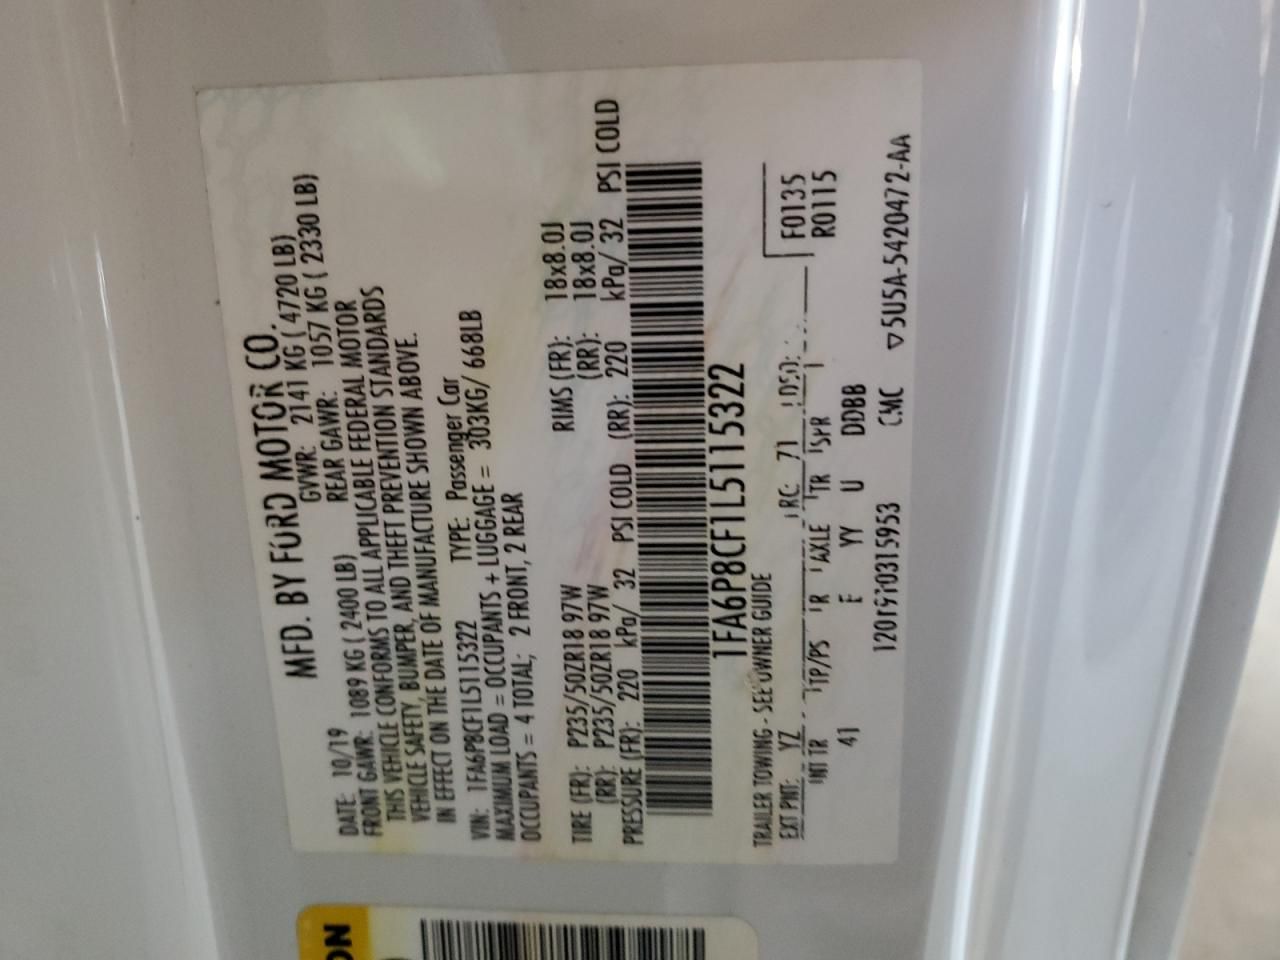 MFD. BY FORD MOTOR CO.
DATE: 10/19 GVWR: 2141 KG ( 4720 LB)
FRONT GAWR: 1089 KG ( 2400 LB) REAR GAWR: 1057 KG ( 2330 LB)
THIS VEHICLE CONFORMS TO ALL APPLICABLE FEDERAL MOTOR
VEHICLE SAFETY, BUMPER, AND THEFT PREVENTION STANDARDS
IN EFFECT ON THE DATE OF MANUFACTURE SHOWN ABOVE.
VIN: 1FA6P8CF1L5115322 TYPE: Passenger Car
MAXIMUM LOAD = OCCUPANTS + LUGGAGE = 303KG/ 668LB
OCCUPANTS = 4 TOTAL; 2 FRONT, 2 REAR
TIRE (FR): P235/50ZR18 97W RIMS (FR): 18x8.0J
(RR): P235/50ZR18 97W (RR): 18x8.0J
PRESSURE (FR): 220 kPa/ 32 PSI COLD (RR): 220 kPa/ 32 PSI COLD
1FA6P8CF1L5115322
TRAILER TOWING - SEE OWNER GUIDE
EXT PNT: YZ RC: 71 DSO: F0135
INT TR TP/PS R AXLE TR SPR R0115
41 E YY U DDBB
CMC ▽5U5A-5420472-AA
ON